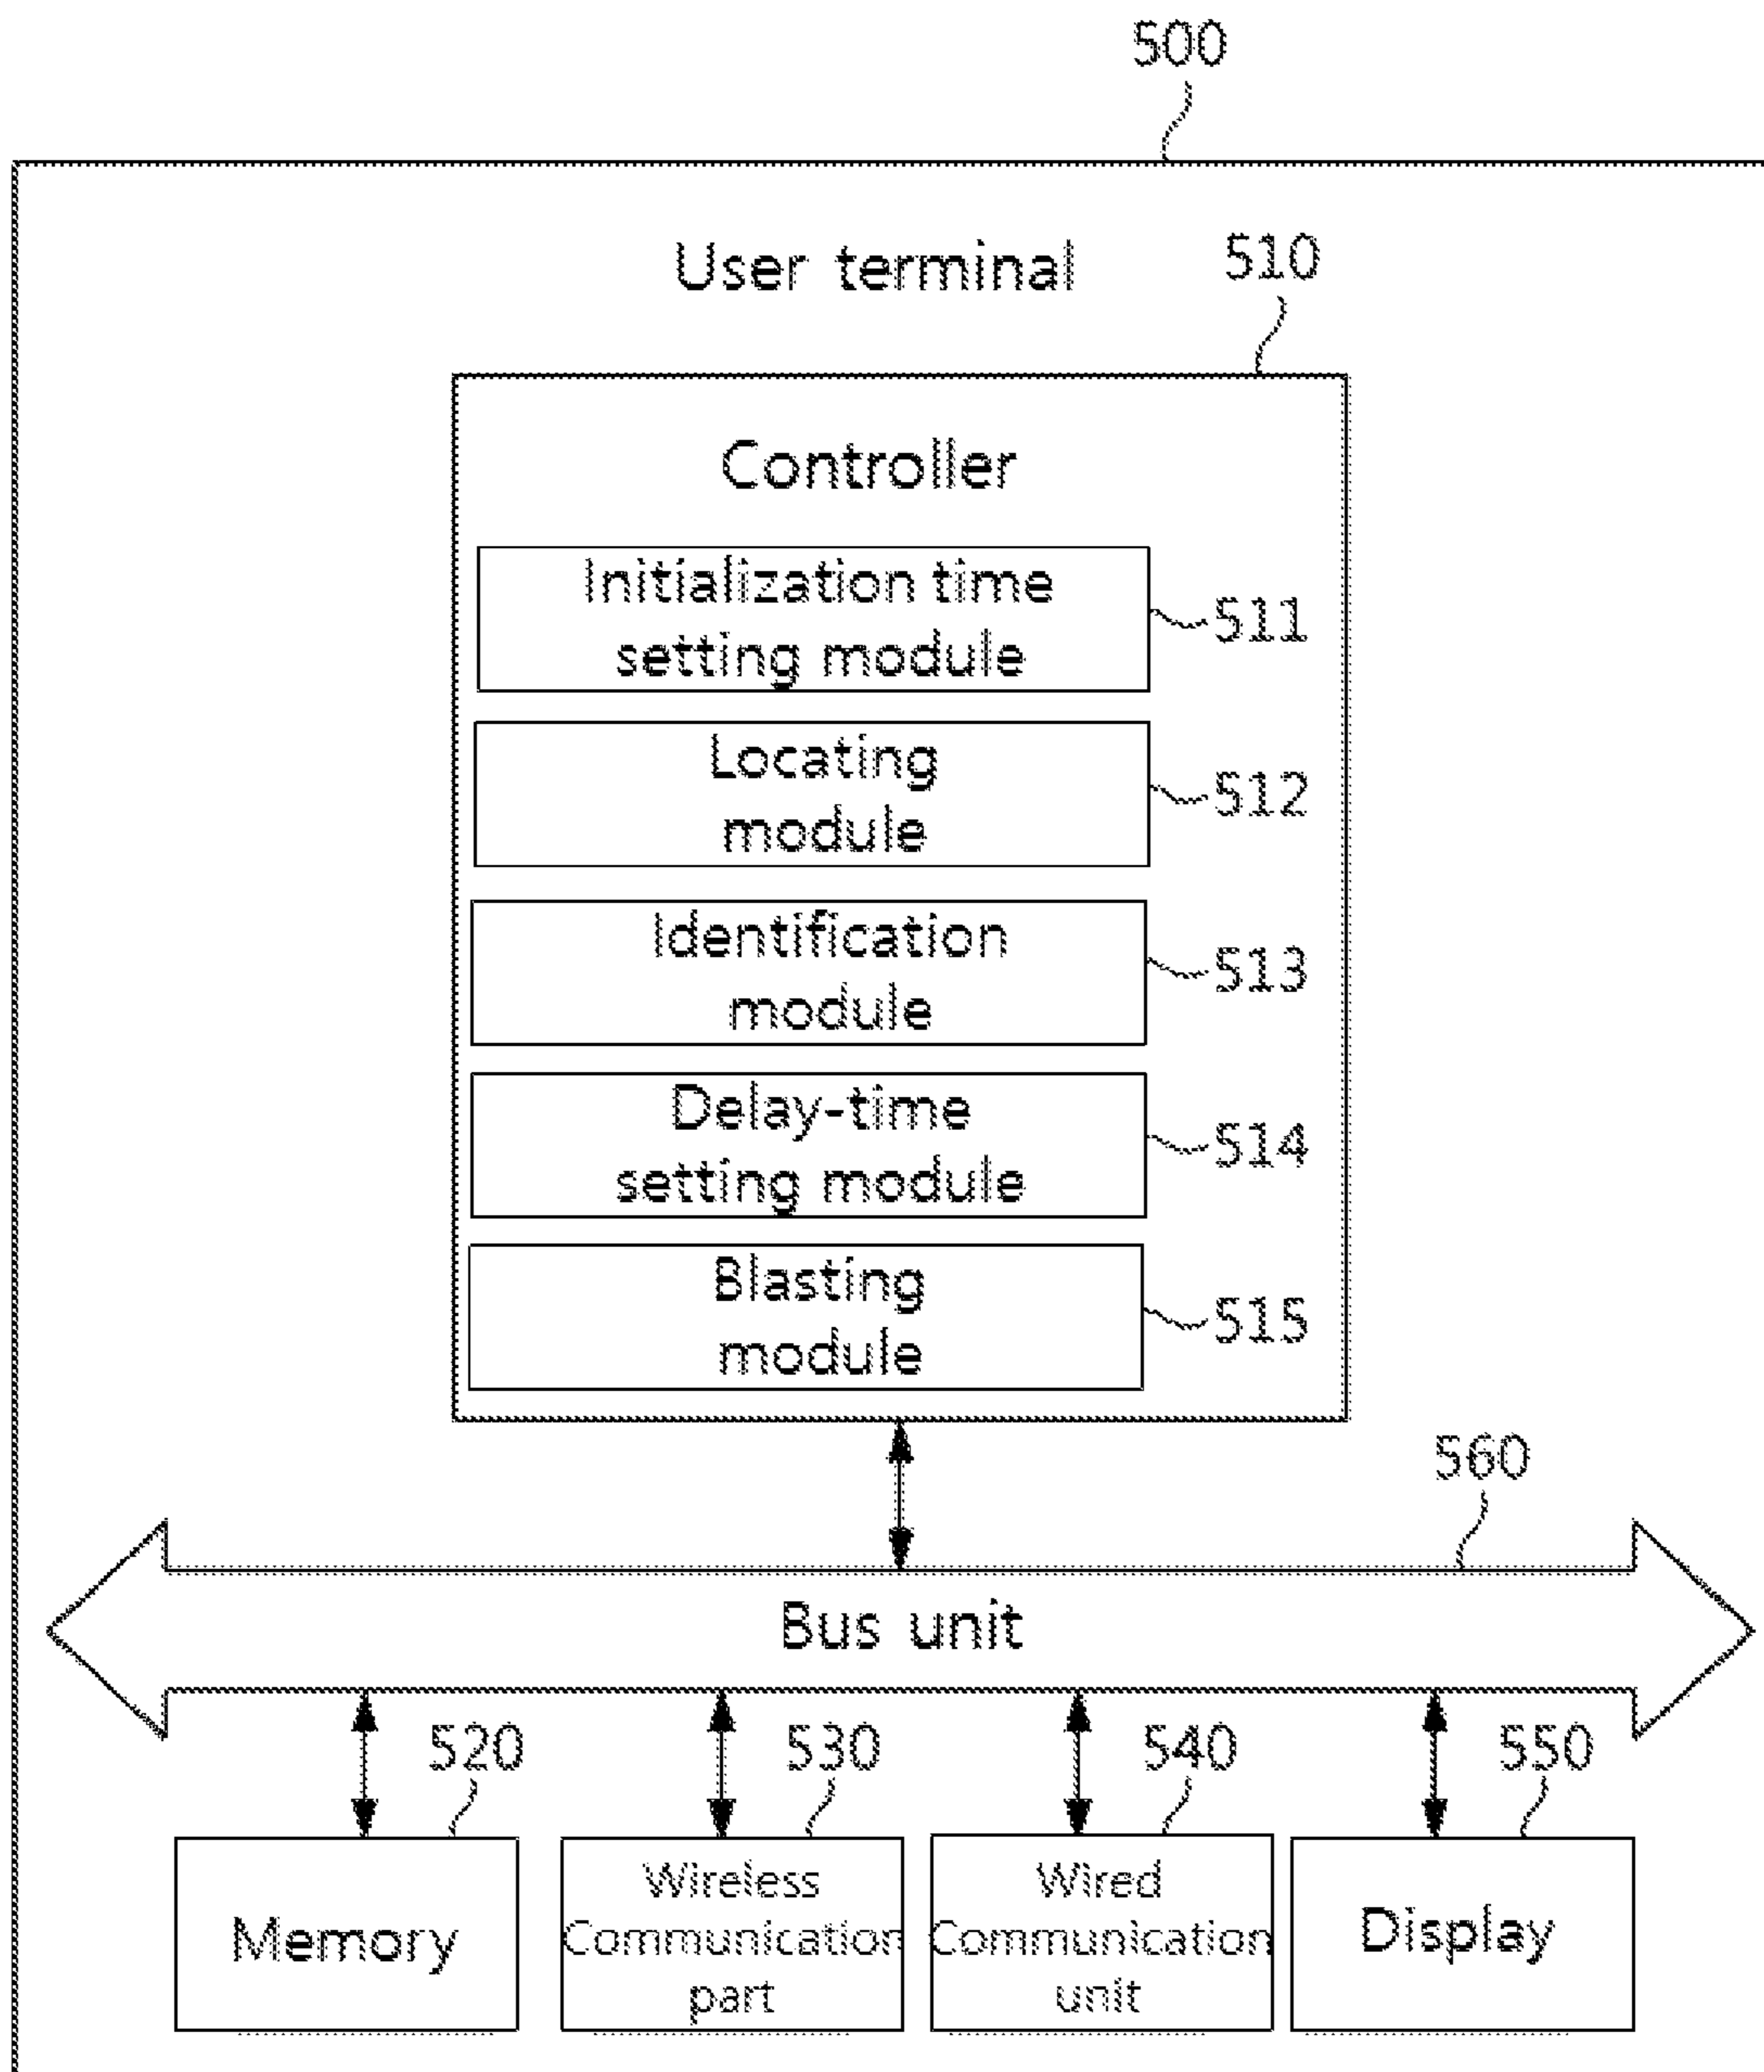 500
User terminal
510
Controller
Initialization time
setting module
511
Locating
module
512
Identification
module
513
Delay-time
setting module
514
Blasting
module
515
560
Bus unit
520
530
540
550
Memory
Wireless
Communication
part
Wired
Communication
unit
Display